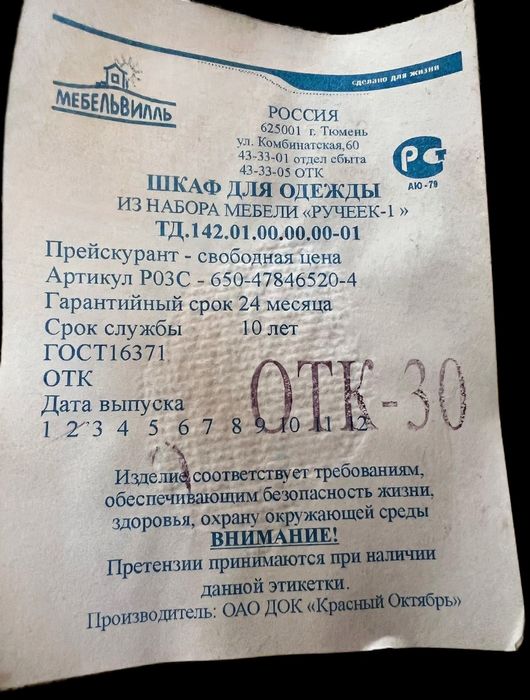 сделано для жизни
МЕБЕЛЬВИЛЛЬ
РОССИЯ
625001 г. Тюмень
ул. Комбинатская,60
43-33-01 отдел сбыта
43-33-05 ОТК
РСТ
АЮ-79
ШКАФ ДЛЯ ОДЕЖДЫ
ИЗ НАБОРА МЕБЕЛИ «РУЧЕЕК-1 »
ТД.142.01.00.00.00-01
Прейскурант - свободная цена
Артикул Р03С - 650-47846520-4
Гарантийный срок 24 месяца
Срок службы 10 лет
ГОСТ16371
ОТК
ОТК-30
Дата выпуска
1 2 3 4 5 6 7 8 9 10 11 12
Изделие соответствует требованиям,
обеспечивающим безопасность жизни,
здоровья, охрану окружающей среды
ВНИМАНИЕ!
Претензии принимаются при наличии
данной этикетки.
Производитель: ОАО ДОК «Красный Октябрь»